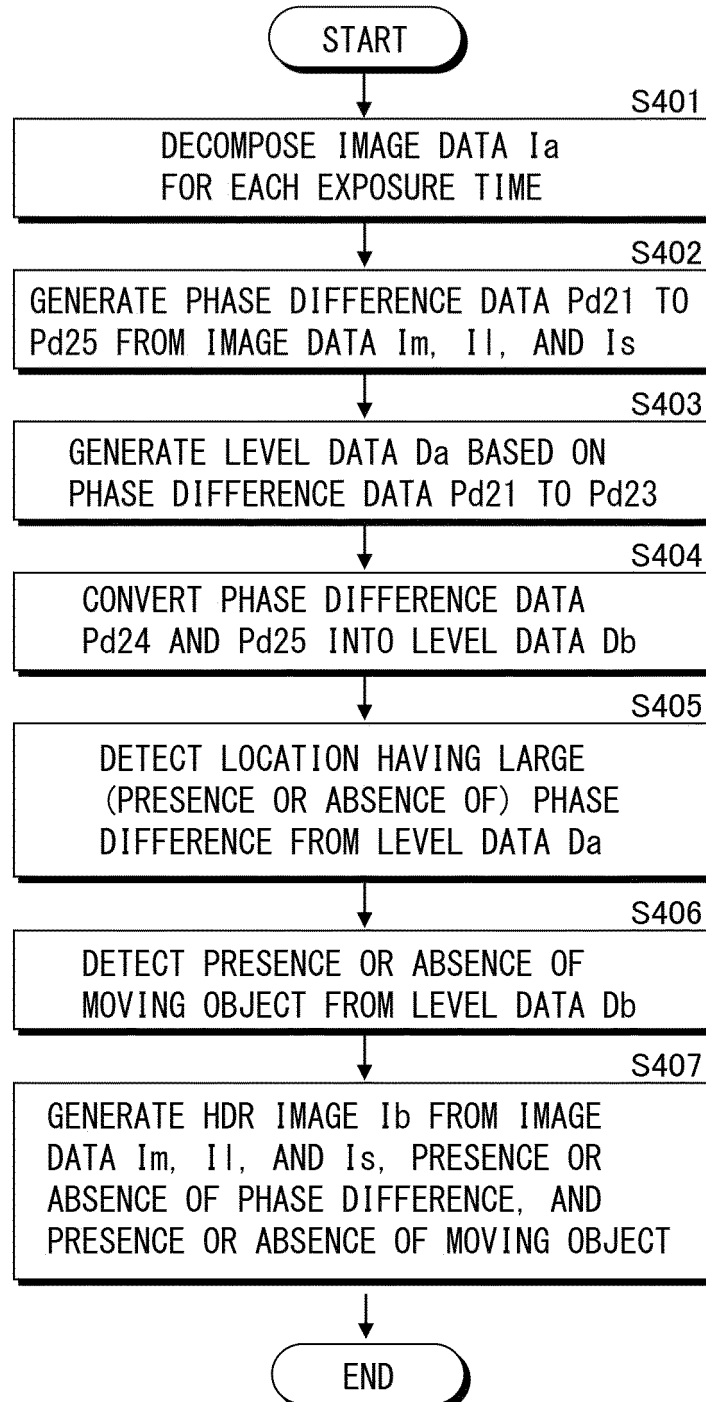 START
S401
DECOMPOSE IMAGE DATA Ia
FOR EACH EXPOSURE TIME
S402
GENERATE PHASE DIFFERENCE DATA Pd21 TO
Pd25 FROM IMAGE DATA Im, Il, AND Is
S403
GENERATE LEVEL DATA Da BASED ON
PHASE DIFFERENCE DATA Pd21 TO Pd23
S404
CONVERT PHASE DIFFERENCE DATA
Pd24 AND Pd25 INTO LEVEL DATA Db
S405
DETECT LOCATION HAVING LARGE
(PRESENCE OR ABSENCE OF) PHASE
DIFFERENCE FROM LEVEL DATA Da
S406
DETECT PRESENCE OR ABSENCE OF
MOVING OBJECT FROM LEVEL DATA Db
S407
GENERATE HDR IMAGE Ib FROM IMAGE
DATA Im, Il, AND Is, PRESENCE OR
ABSENCE OF PHASE DIFFERENCE, AND
PRESENCE OR ABSENCE OF MOVING OBJECT
END